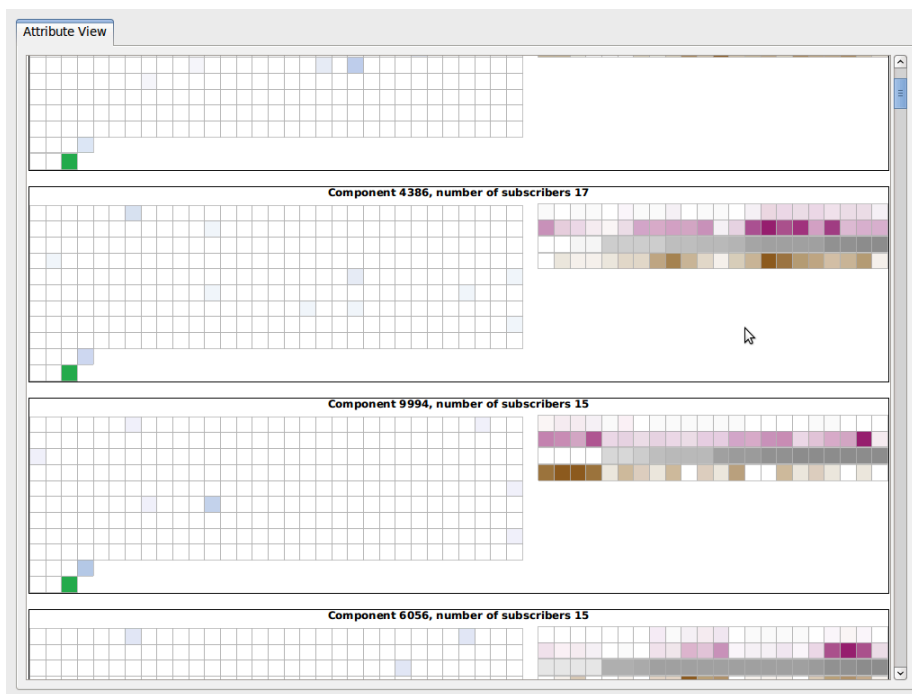 Attribute View
Component 4386, number of subscribers 17
Component 9994, number of subscribers 15
Component 6056, number of subscribers 15